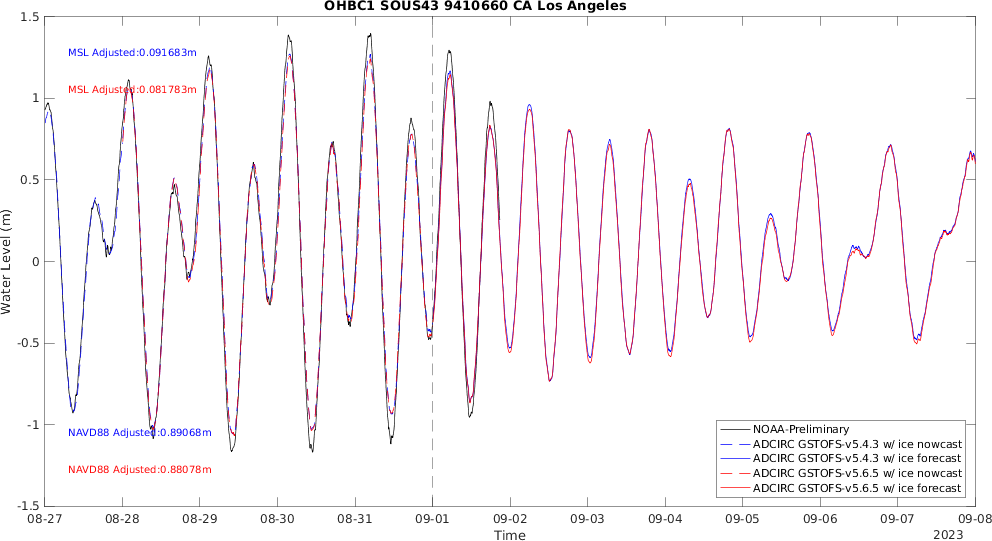 OHBC1 SOUS43 9410660 CA Los Angeles
1.5
1
0.5
0
-0.5
-1
-1.5
Water Level (m)
MSL Adjusted:0.091683m
MSL Adjusted:0.081783m
NAVD88 Adjusted:0.89068m
NAVD88 Adjusted:0.88078m
NOAA-Preliminary
ADCIRC GSTOFS-v5.4.3 w/ ice nowcast
ADCIRC GSTOFS-v5.4.3 w/ ice forecast
ADCIRC GSTOFS-v5.6.5 w/ ice nowcast
ADCIRC GSTOFS-v5.6.5 w/ ice forecast
08-27 08-28 08-29 08-30 08-31 09-01 09-02 09-03 09-04 09-05 09-06 09-07 09-08
Time
2023